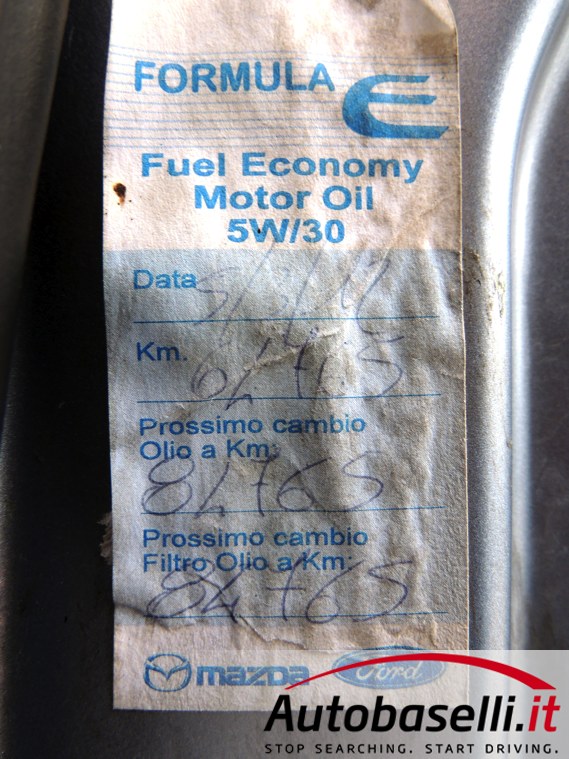 FORMULA E
Fuel Economy
Motor Oil
5W/30
Data
Km. 64765
Prossimo cambio
Olio a Km:
84765
Prossimo cambio
Filtro Olio a Km:
84765
mazda Ford
Autobaselli.it
STOP SEARCHING. START DRIVING.